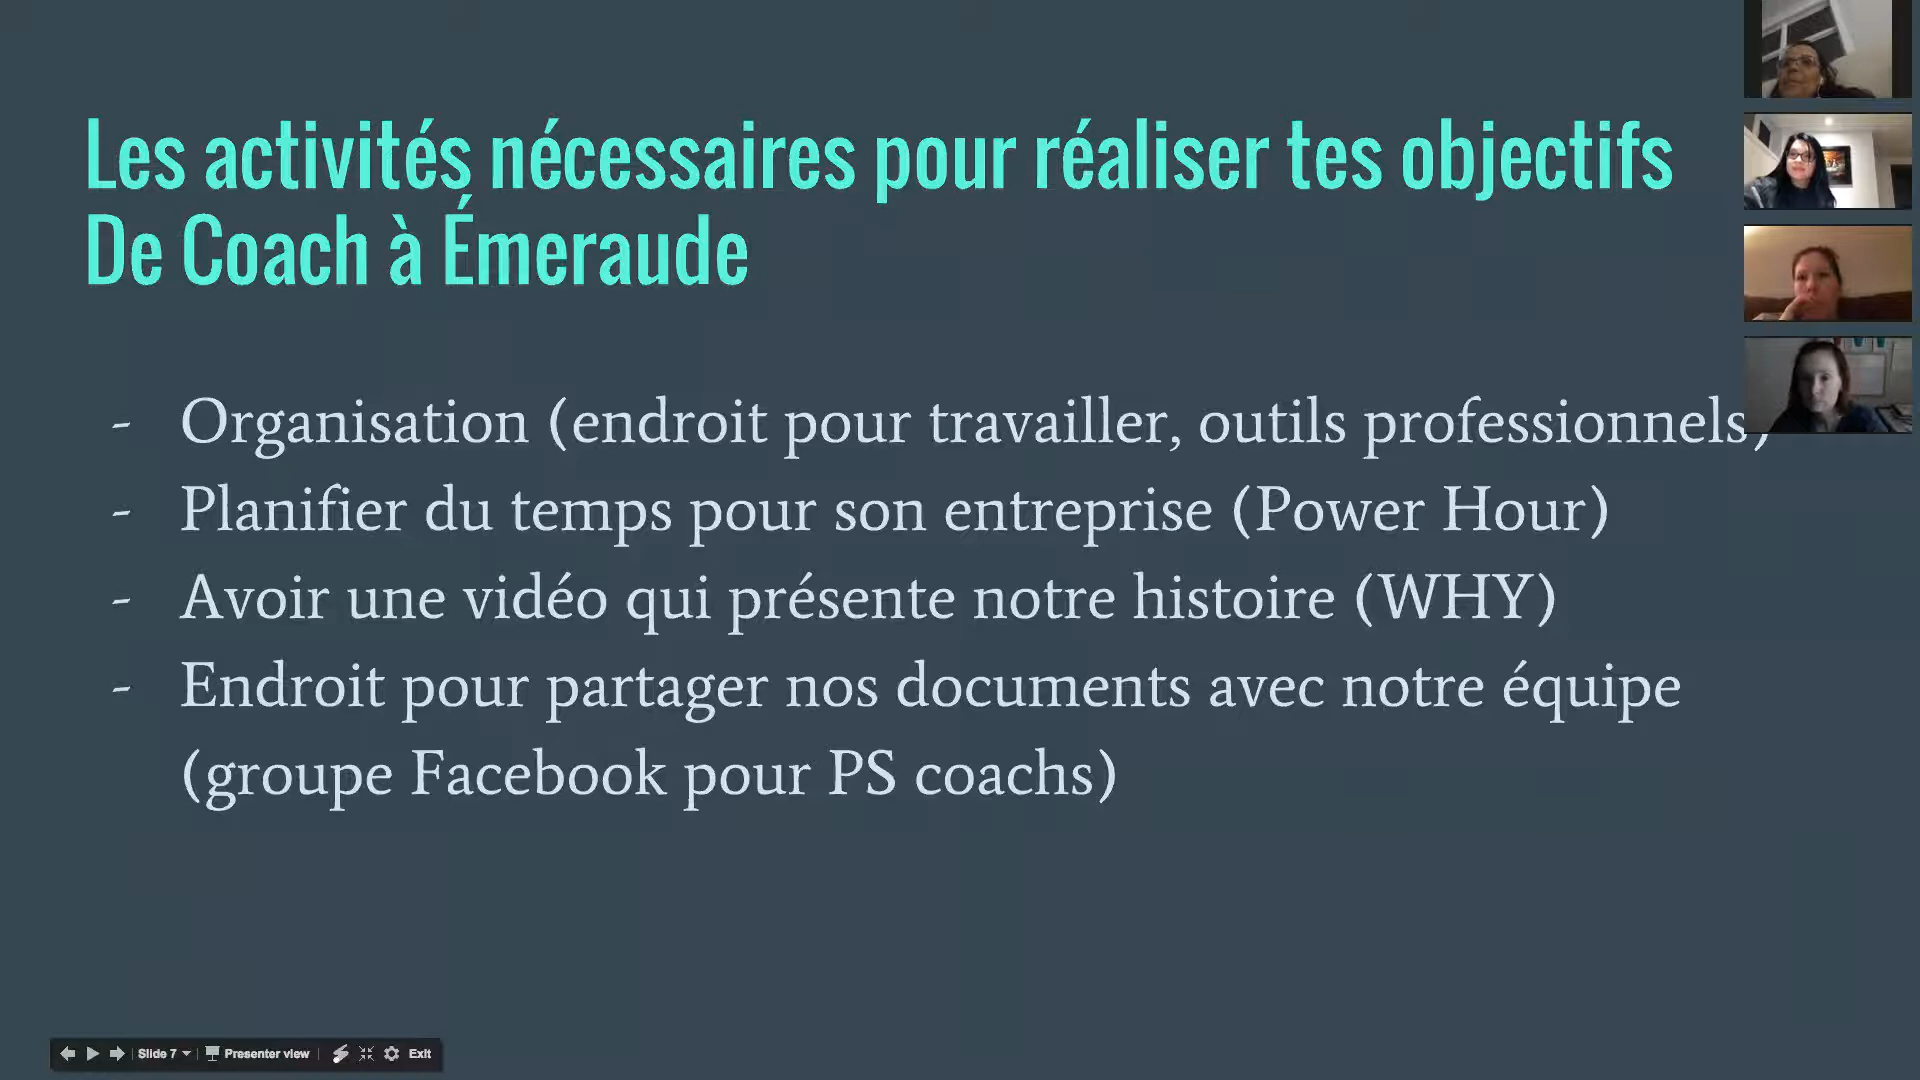 Les activités nécessaires pour réaliser tes objectifs
De Coach à Émeraude
- Organisation (endroit pour travailler, outils professionnels)
- Planifier du temps pour son entreprise (Power Hour)
- Avoir une vidéo qui présente notre histoire (WHY)
- Endroit pour partager nos documents avec notre équipe
(groupe Facebook pour PS coachs)
Slide 7 Presenter view Exit